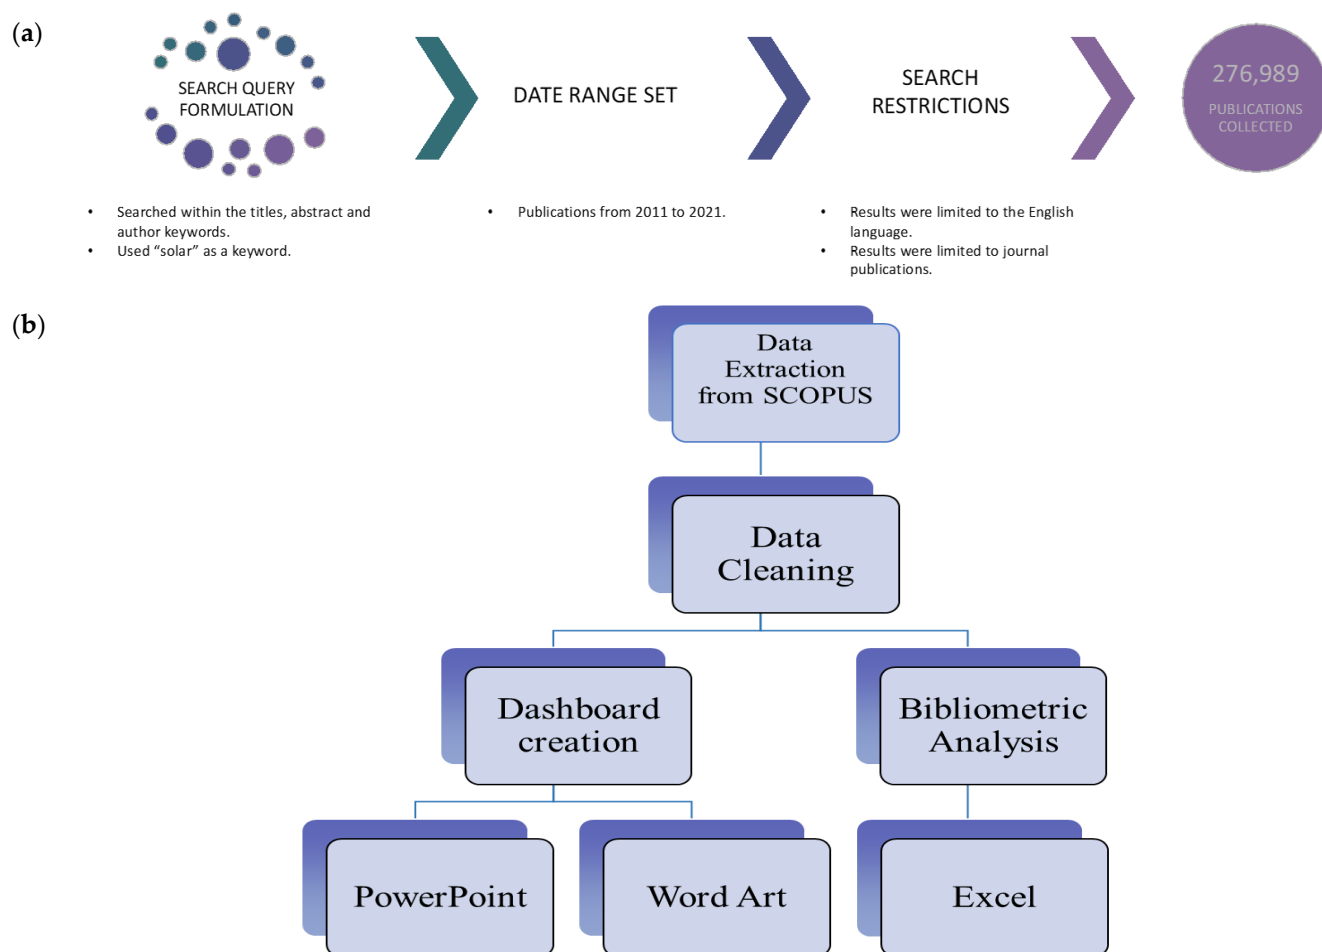 (a)
SEARCH QUERY
FORMULATION
DATE RANGE SET
SEARCH
RESTRICTIONS
276,989
PUBLICATIONS
COLLECTED
• Searched within the titles, abstract and
author keywords.
• Used “solar” as a keyword.
• Publications from 2011 to 2021.
• Results were limited to the English
language.
• Results were limited to journal
publications.
(b)
Data
Extraction
from SCOPUS
Data
Cleaning
Dashboard
creation
Bibliometric
Analysis
PowerPoint
Word Art
Excel